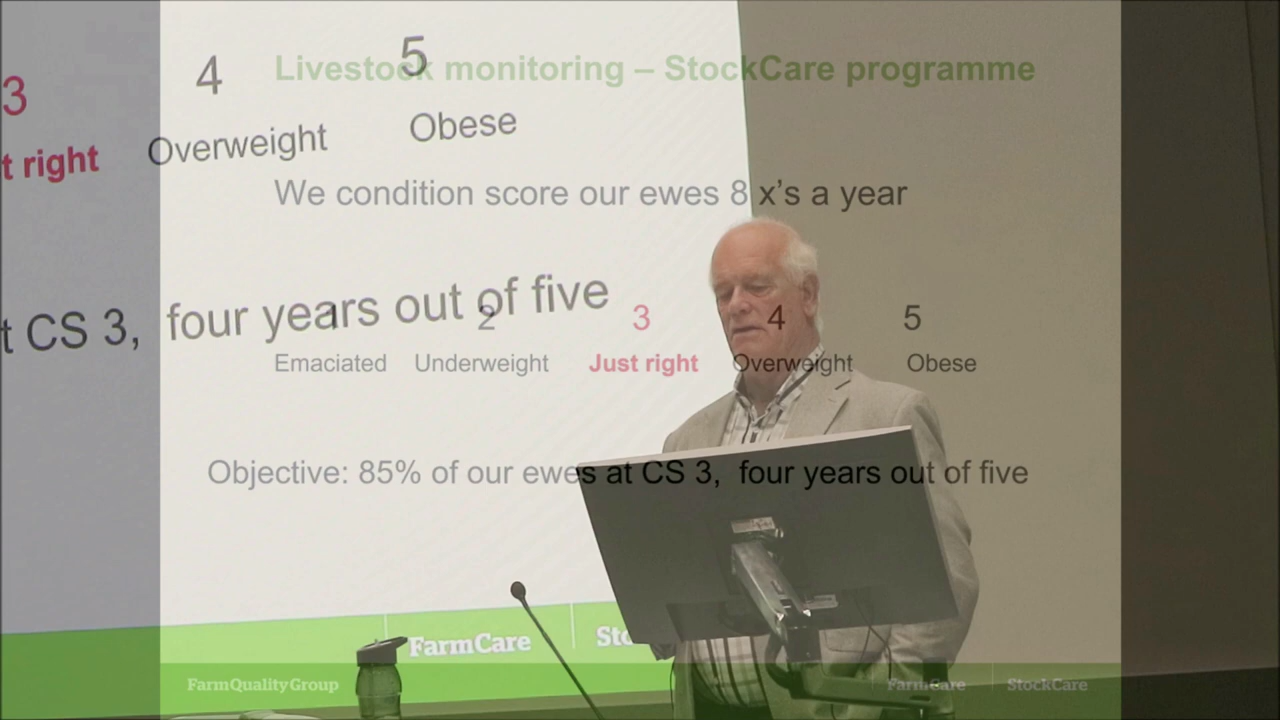 Livestock monitoring – StockCare programme
We condition score our ewes 8 x's a year
1 2 3 4 5
Emaciated Underweight Just right Overweight Obese
Objective: 85% of our ewes at CS 3, four years out of five
FarmQualityGroup FarmCare StockCare
3 4 5
t right Overweight Obese
t CS 3, four years out of five
FarmCare Sto